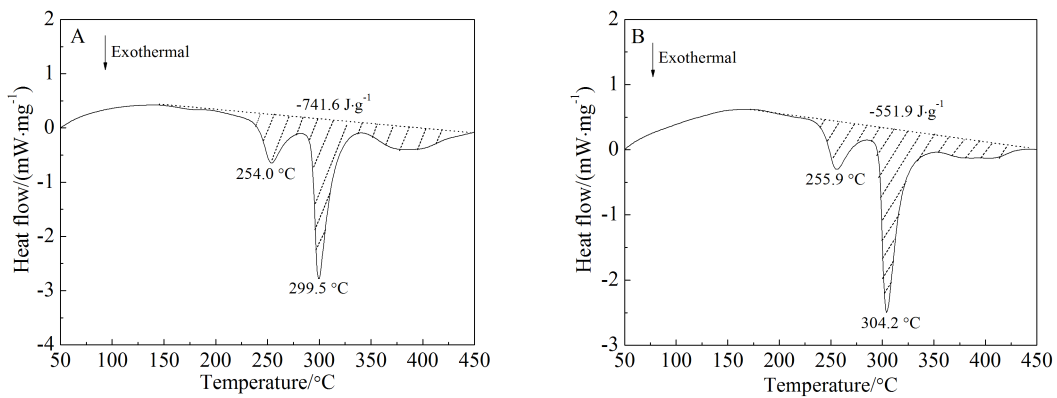 A
Exothermal
-741.6 J·g⁻¹
254.0 °C
299.5 °C
2
1
0
-1
-2
-3
-4
Heat flow/(mW·mg⁻¹)
50 100 150 200 250 300 350 400 450
Temperature/°C
B
Exothermal
-551.9 J·g⁻¹
255.9 °C
304.2 °C
2
1
0
-1
-2
-3
Heat flow/(mW·mg⁻¹)
50 100 150 200 250 300 350 400 450
Temperature/°C